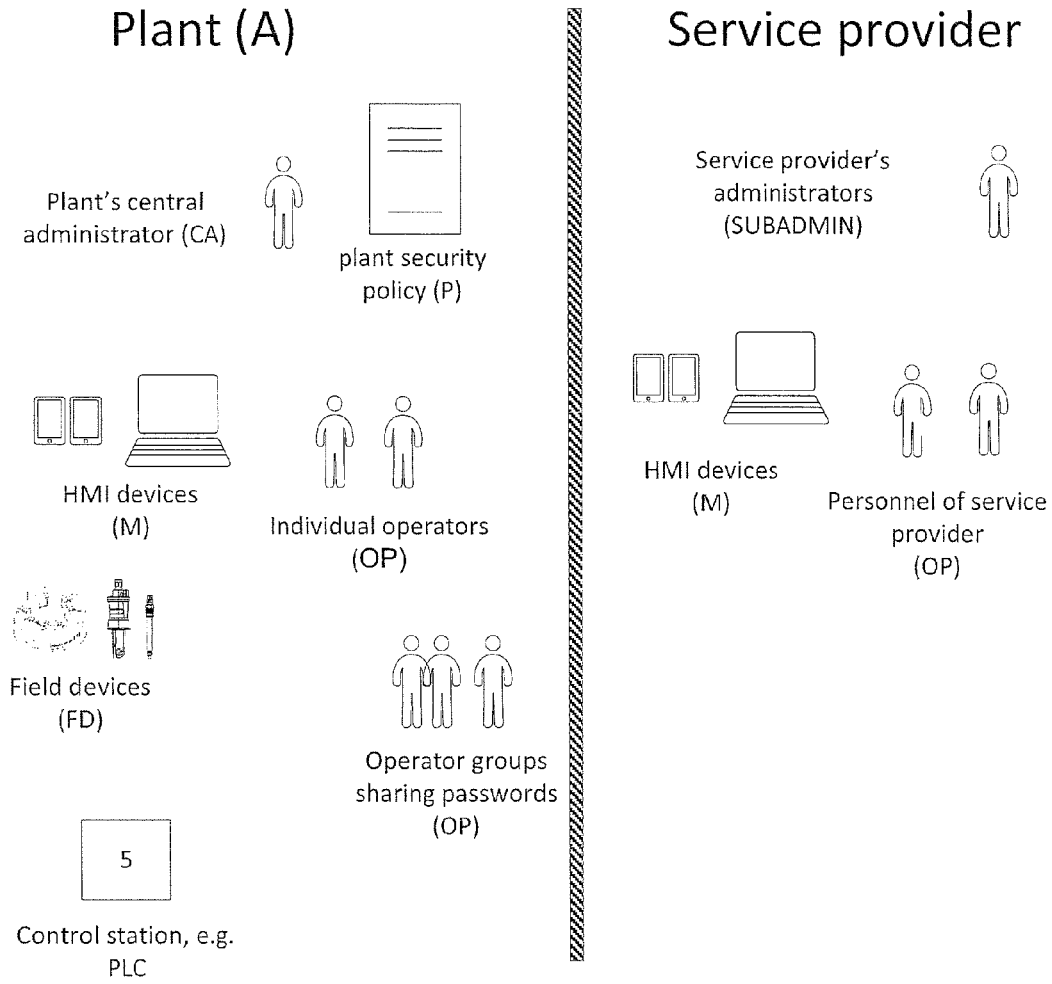 Plant (A)
Service provider
Plant's central
administrator (CA)
plant security
policy (P)
Service provider's
administrators
(SUBADMIN)
HMI devices
(M)
Individual operators
(OP)
HMI devices
(M)
Personnel of service
provider
(OP)
Field devices
(FD)
Operator groups
sharing passwords
(OP)
5
Control station, e.g.
PLC